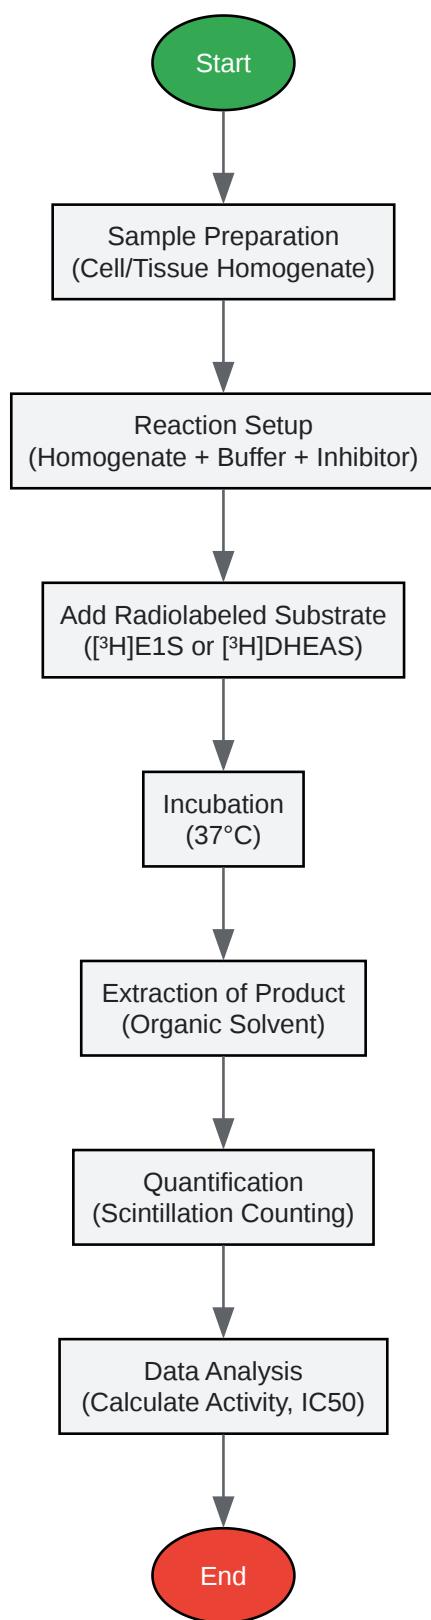 Start
Sample Preparation
(Cell/Tissue Homogenate)
Reaction Setup
(Homogenate + Buffer + Inhibitor)
Add Radiolabeled Substrate
([³H]E1S or [³H]DHEAS)
Incubation
(37°C)
Extraction of Product
(Organic Solvent)
Quantification
(Scintillation Counting)
Data Analysis
(Calculate Activity, IC50)
End